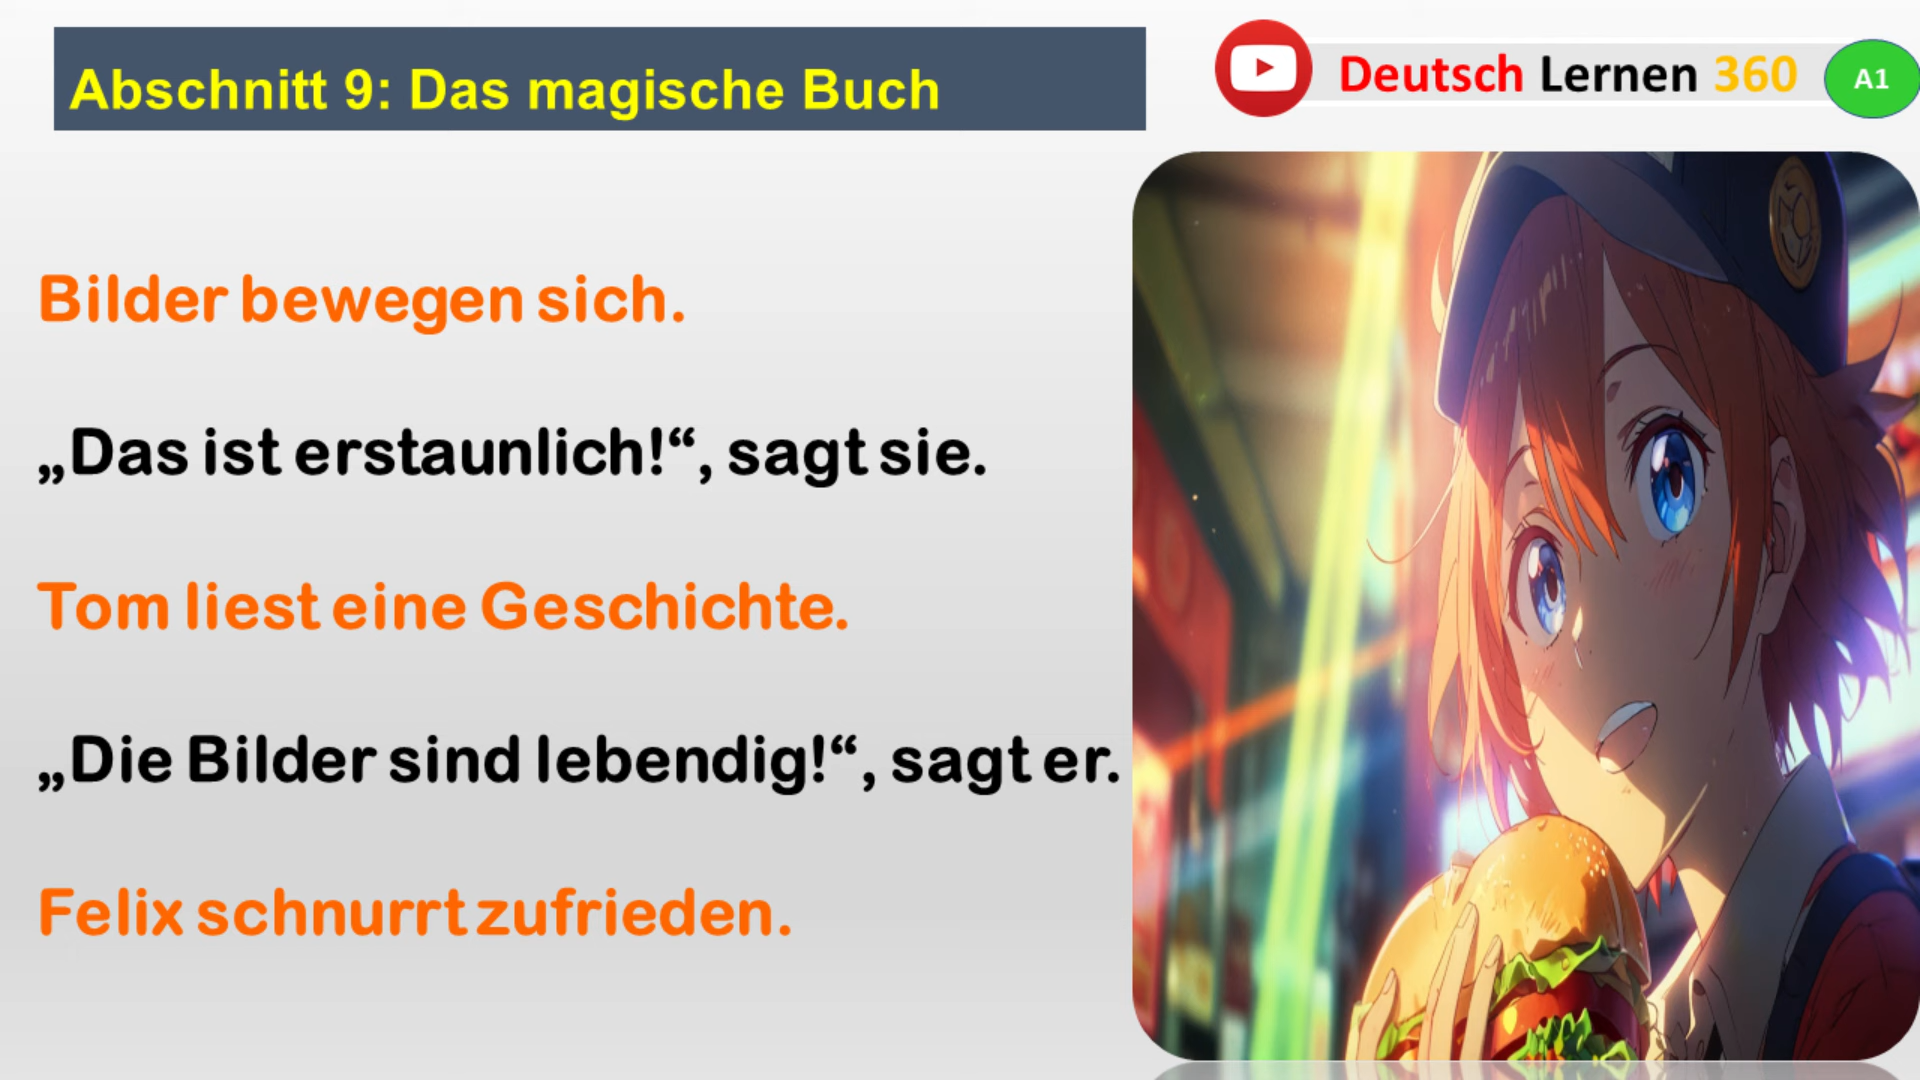 Abschnitt 9: Das magische Buch
Deutsch Lernen 360 A1
Bilder bewegen sich.
„Das ist erstaunlich!“, sagt sie.
Tom liest eine Geschichte.
„Die Bilder sind lebendig!“, sagt er.
Felix schnurrt zufrieden.